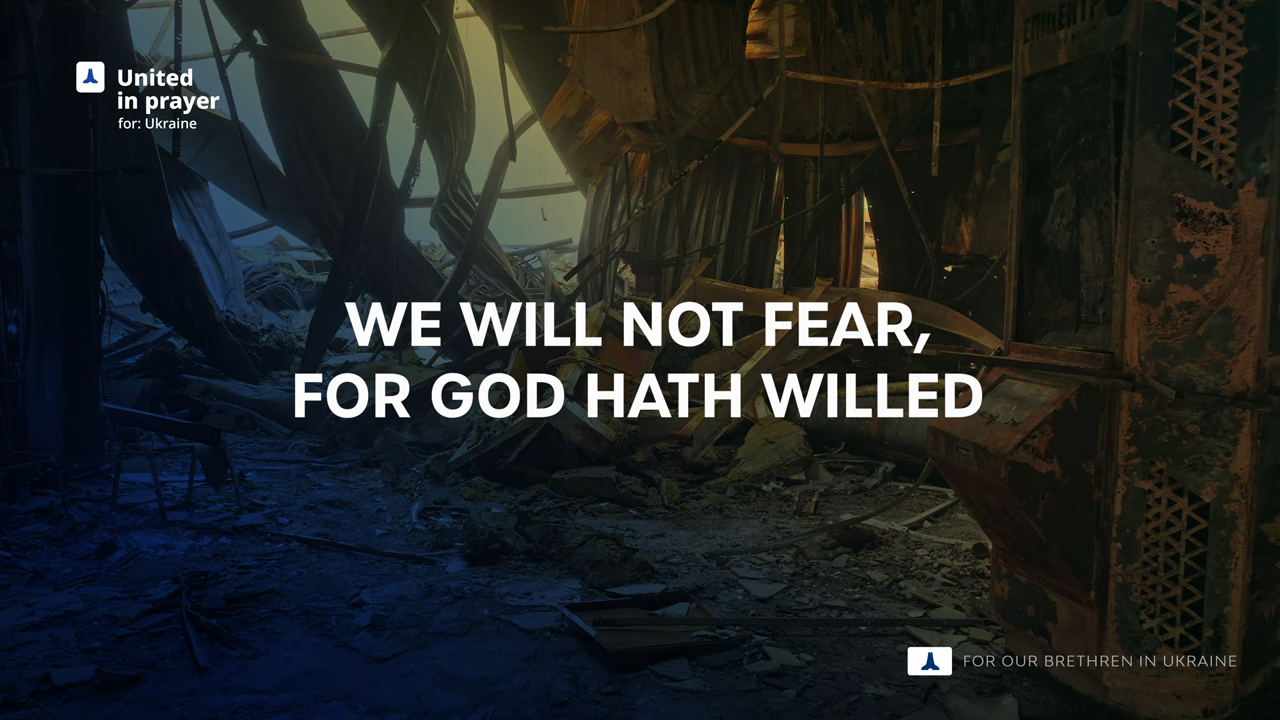 United
in prayer
for: Ukraine
WE WILL NOT FEAR,
FOR GOD HATH WILLED
FOR OUR BRETHREN IN UKRAINE